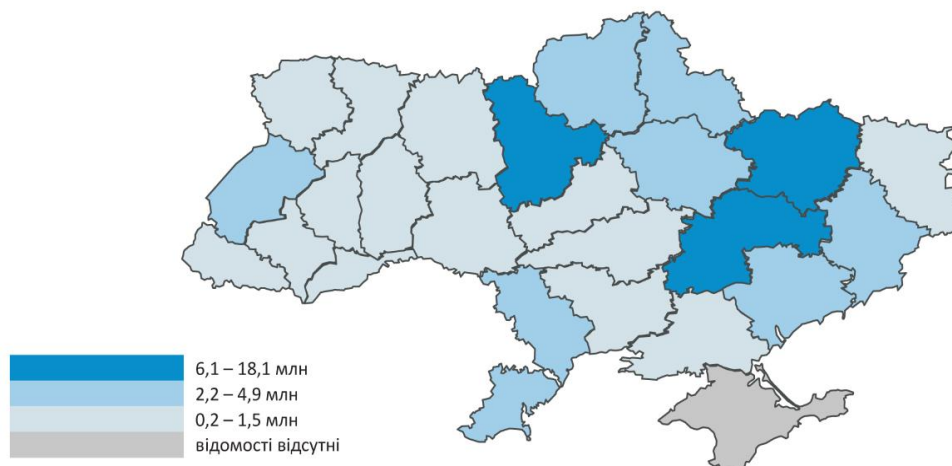 6,1 – 18,1 млн
2,2 – 4,9 млн
0,2 – 1,5 млн
відомості відсутні